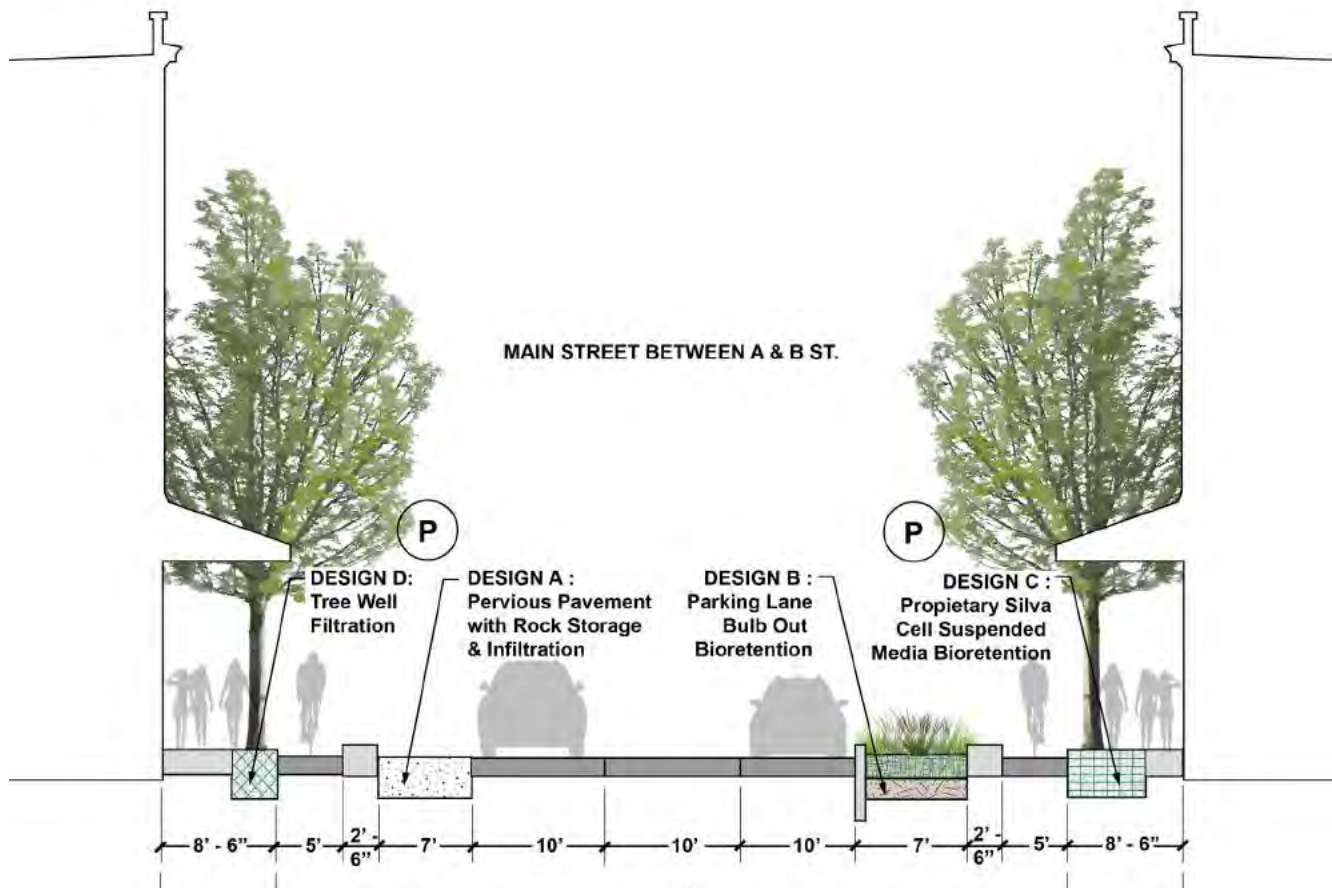 MAIN STREET BETWEEN A & B ST.
P
P
DESIGN D:
Tree Well
Filtration
DESIGN A :
Pervious Pavement
with Rock Storage
& Infiltration
DESIGN B :
Parking Lane
Bulb Out
Bioretention
DESIGN C :
Propietary Silva
Cell Suspended
Media Bioretention
8' - 6"
5'
2' -
6"
7'
10'
10'
10'
7'
2' -
6"
5'
8' - 6"